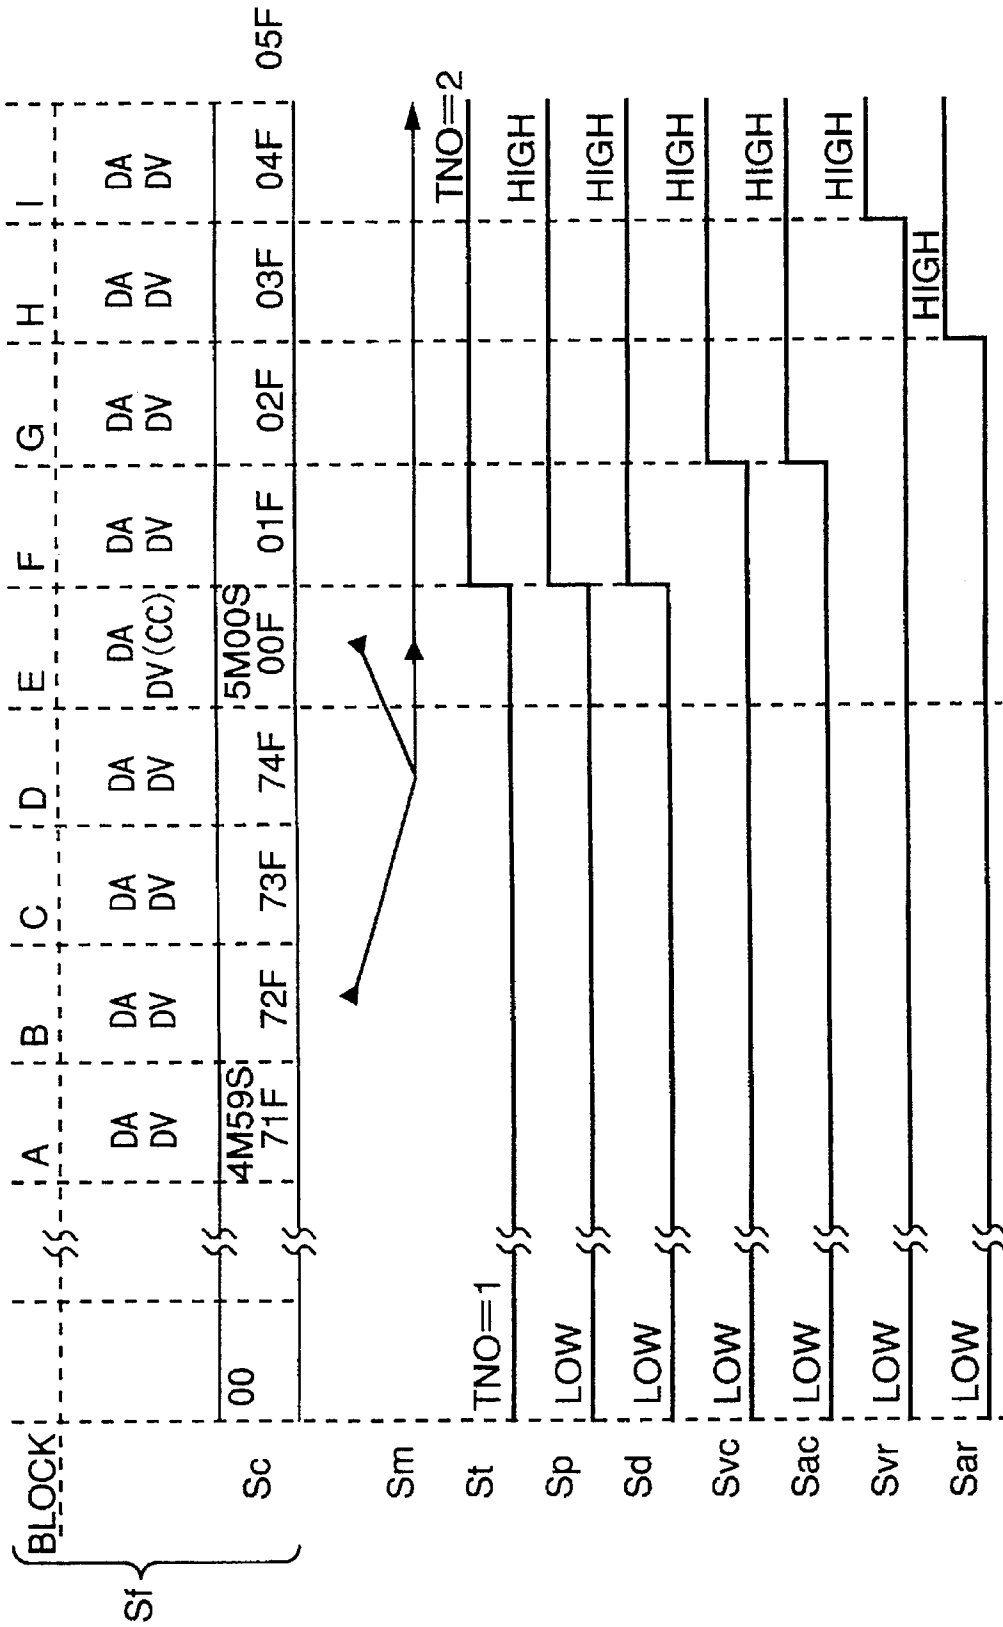 BLOCK A B C D E F G H I
Sf
DA DA DA DA DA DA DA DA DA
DV DV DV DV DV(CC) DV DV DV DV
4M59S 5M00S
Sc 00 71F 72F 73F 74F 00F 01F 02F 03F 04F 05F
Sm
St TNO=1 TNO=2
Sp LOW HIGH
Sd LOW HIGH
Svc LOW HIGH
Sac LOW HIGH
Svr LOW HIGH
Sar LOW HIGH